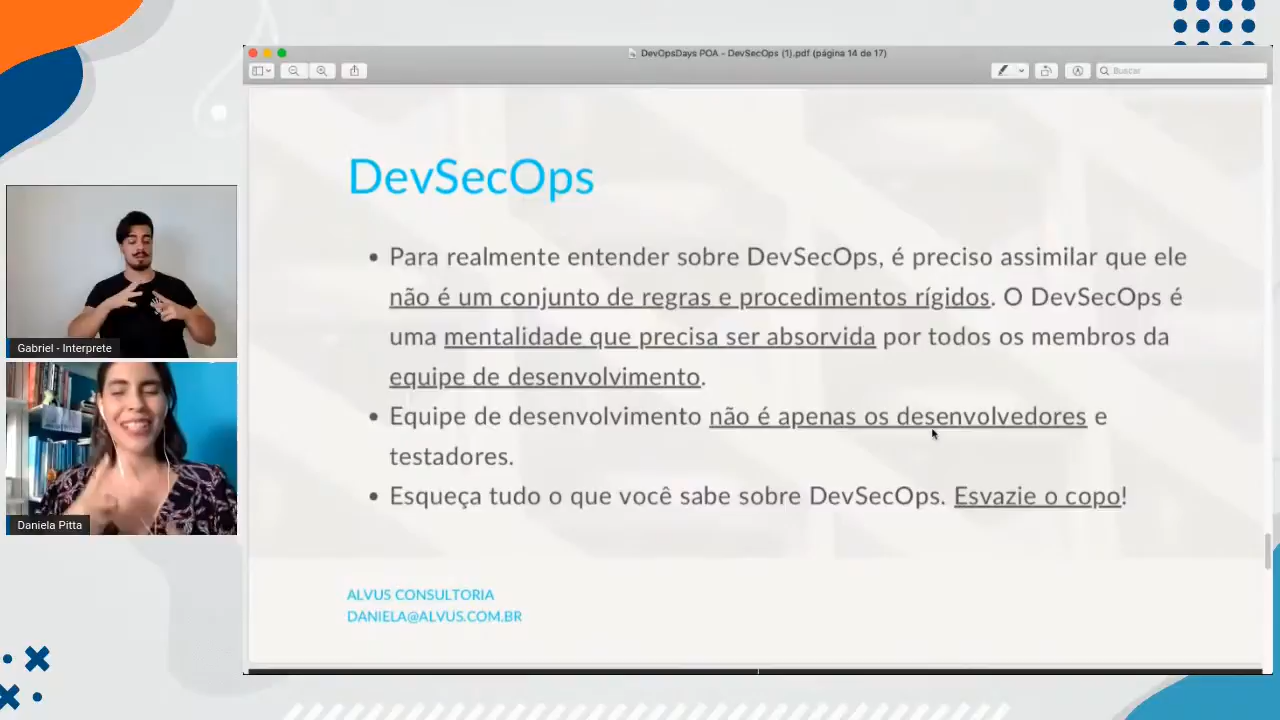 DevOpsDays POA - DevSecOps (1).pdf (página 14 de 17)
Buscar
DevSecOps
• Para realmente entender sobre DevSecOps, é preciso assimilar que ele
não é um conjunto de regras e procedimentos rígidos. O DevSecOps é
uma mentalidade que precisa ser absorvida por todos os membros da
equipe de desenvolvimento.
• Equipe de desenvolvimento não é apenas os desenvolvedores e
testadores.
• Esqueça tudo o que você sabe sobre DevSecOps. Esvazie o copo!
ALVUS CONSULTORIA
DANIELA@ALVUS.COM.BR
Gabriel - Interprete
Daniela Pitta